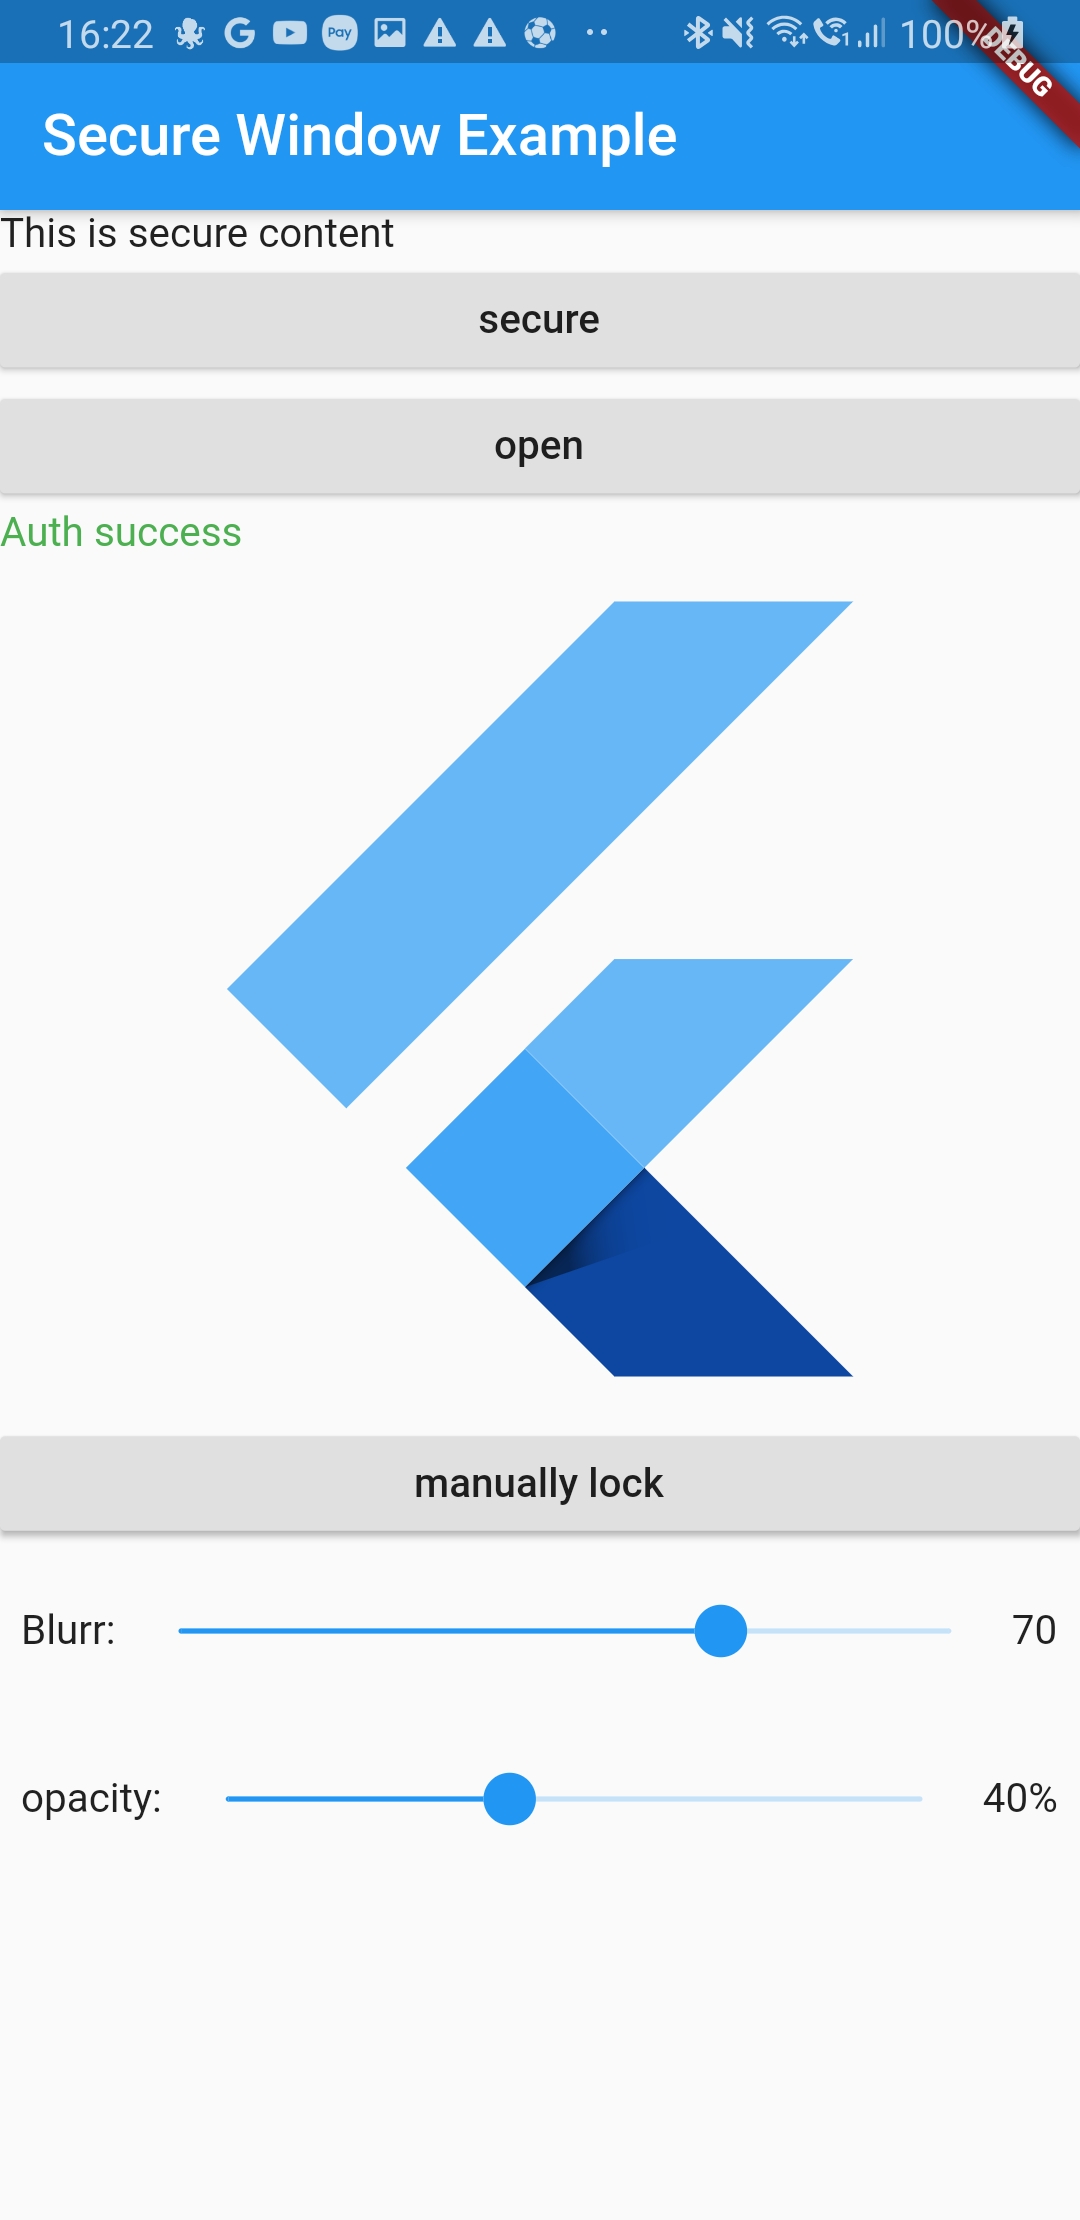 16:22 G Pay 1 100%
DEBUG
Secure Window Example
This is secure content
secure
open
Auth success
manually lock
Blurr: 70
opacity: 40%